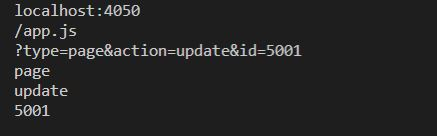 localhost:4050
/app.js
?type=page&action=update&id=5001
page
update
5001